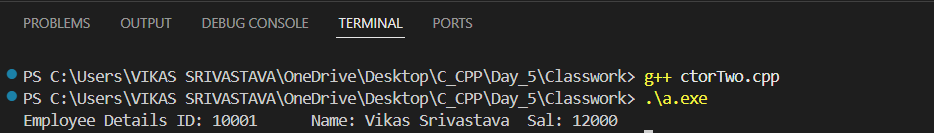 PROBLEMS OUTPUT DEBUG CONSOLE TERMINAL PORTS
PS C:\Users\VIKAS SRIVASTAVA\OneDrive\Desktop\C_CPP\Day_5\Classwork> g++ ctorTwo.cpp
PS C:\Users\VIKAS SRIVASTAVA\OneDrive\Desktop\C_CPP\Day_5\Classwork> .\a.exe
Employee Details ID: 10001 Name: Vikas Srivastava Sal: 12000